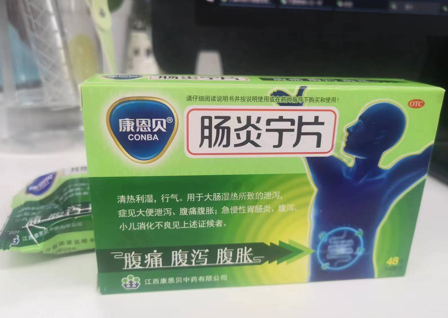 请仔细阅读说明书并按说明使用或在药师指导下购买和使用!
OTC
康恩贝®
CONBA
肠炎宁片
清热利湿,行气。用于大肠湿热所致的泄泻,
症见大便泄泻、腹痛腹胀;急慢性胃肠炎、腹泻、
小儿消化不良见上述证候者。
腹痛 腹泻 腹胀
48
江西康恩贝中药有限公司